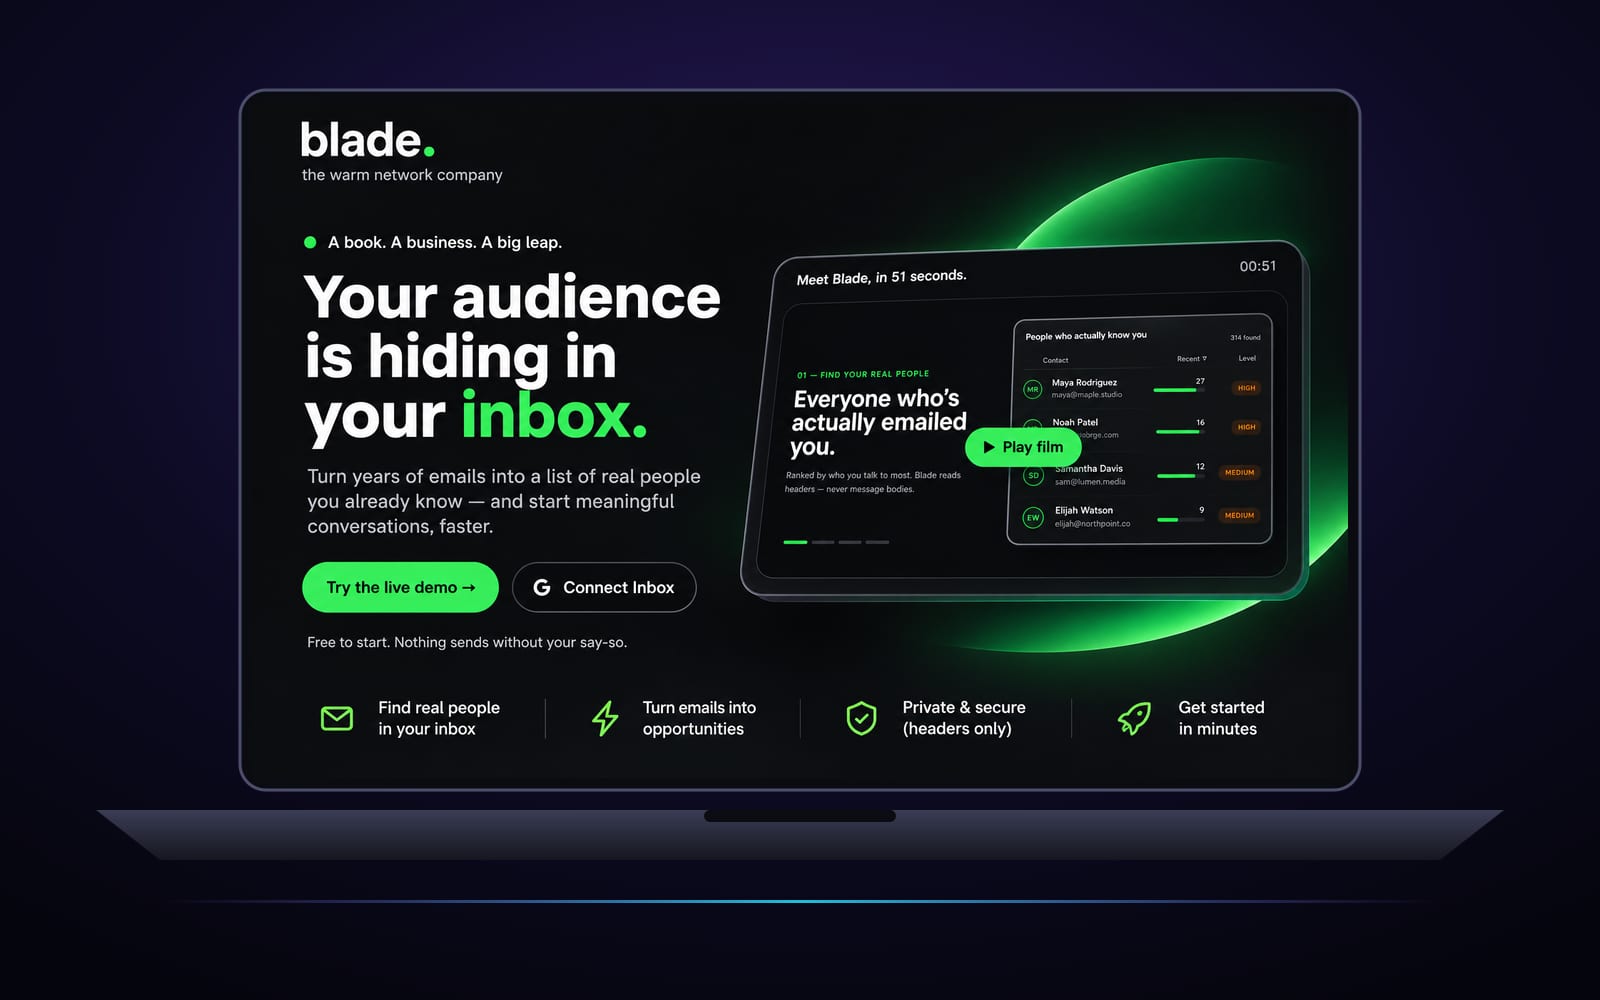 blade.
the warm network company
A book. A business. A big leap.
Your audience
is hiding in
your inbox.
Turn years of emails into a list of real people
you already know — and start meaningful
conversations, faster.
Try the live demo →
G Connect Inbox
Free to start. Nothing sends without your say-so.
Meet Blade, in 51 seconds.
00:51
01 — FIND YOUR REAL PEOPLE
Everyone who's
actually emailed
you.
Ranked by who you talk to most. Blade reads
headers — never message bodies.
Play film
People who actually know you
314 found
Contact
Recent
Level
MR
Maya Rodriguez
maya@maple.studio
27
HIGH
Noah Patel
16
HIGH
SD
Samantha Davis
sam@lumen.media
12
MEDIUM
EW
Elijah Watson
elijah@northpoint.co
9
MEDIUM
Find real people
in your inbox
Turn emails into
opportunities
Private & secure
(headers only)
Get started
in minutes